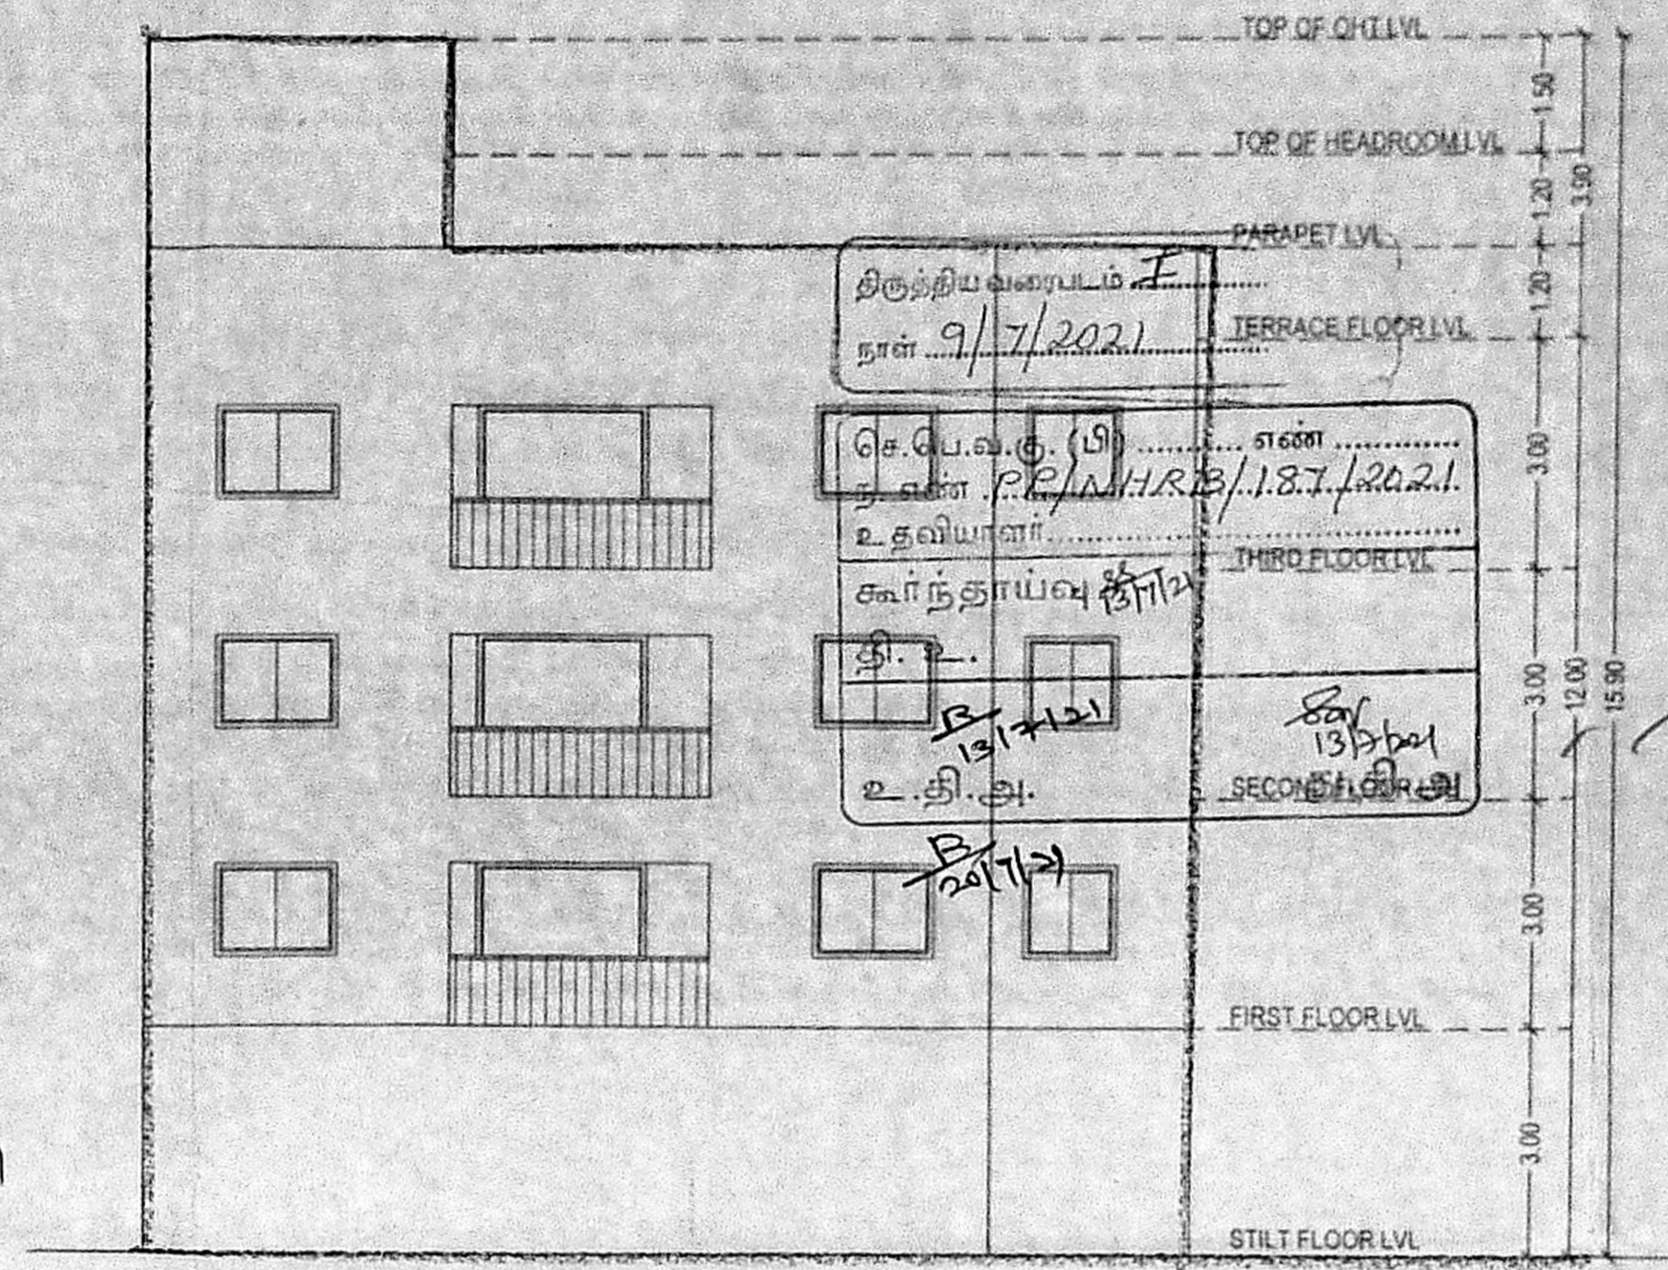 TOP OF OHT LVL
1.50
TOP OF HEADROOM LVL
1.20
3.90
PARAPET LVL
திருத்திய வரைபடம் I
1.20
TERRACE FLOOR LVL
நாள் 9/7/2021
செ.பெ.வ.கு. (பி) .......... எண் .............
3.00
ந. எண் PP/NHRB/187/2021
உதவியாளர்
THIRD FLOOR LVL
கூர்ந்தாய்வு 13/7/21
தி. உ.
3.00
12.00
15.90
B
13/7/21
13/7/2021
உ.தி.அ.
SECOND FLOOR LVL
B
20/7/21
3.00
FIRST FLOOR LVL
3.00
STILT FLOOR LVL